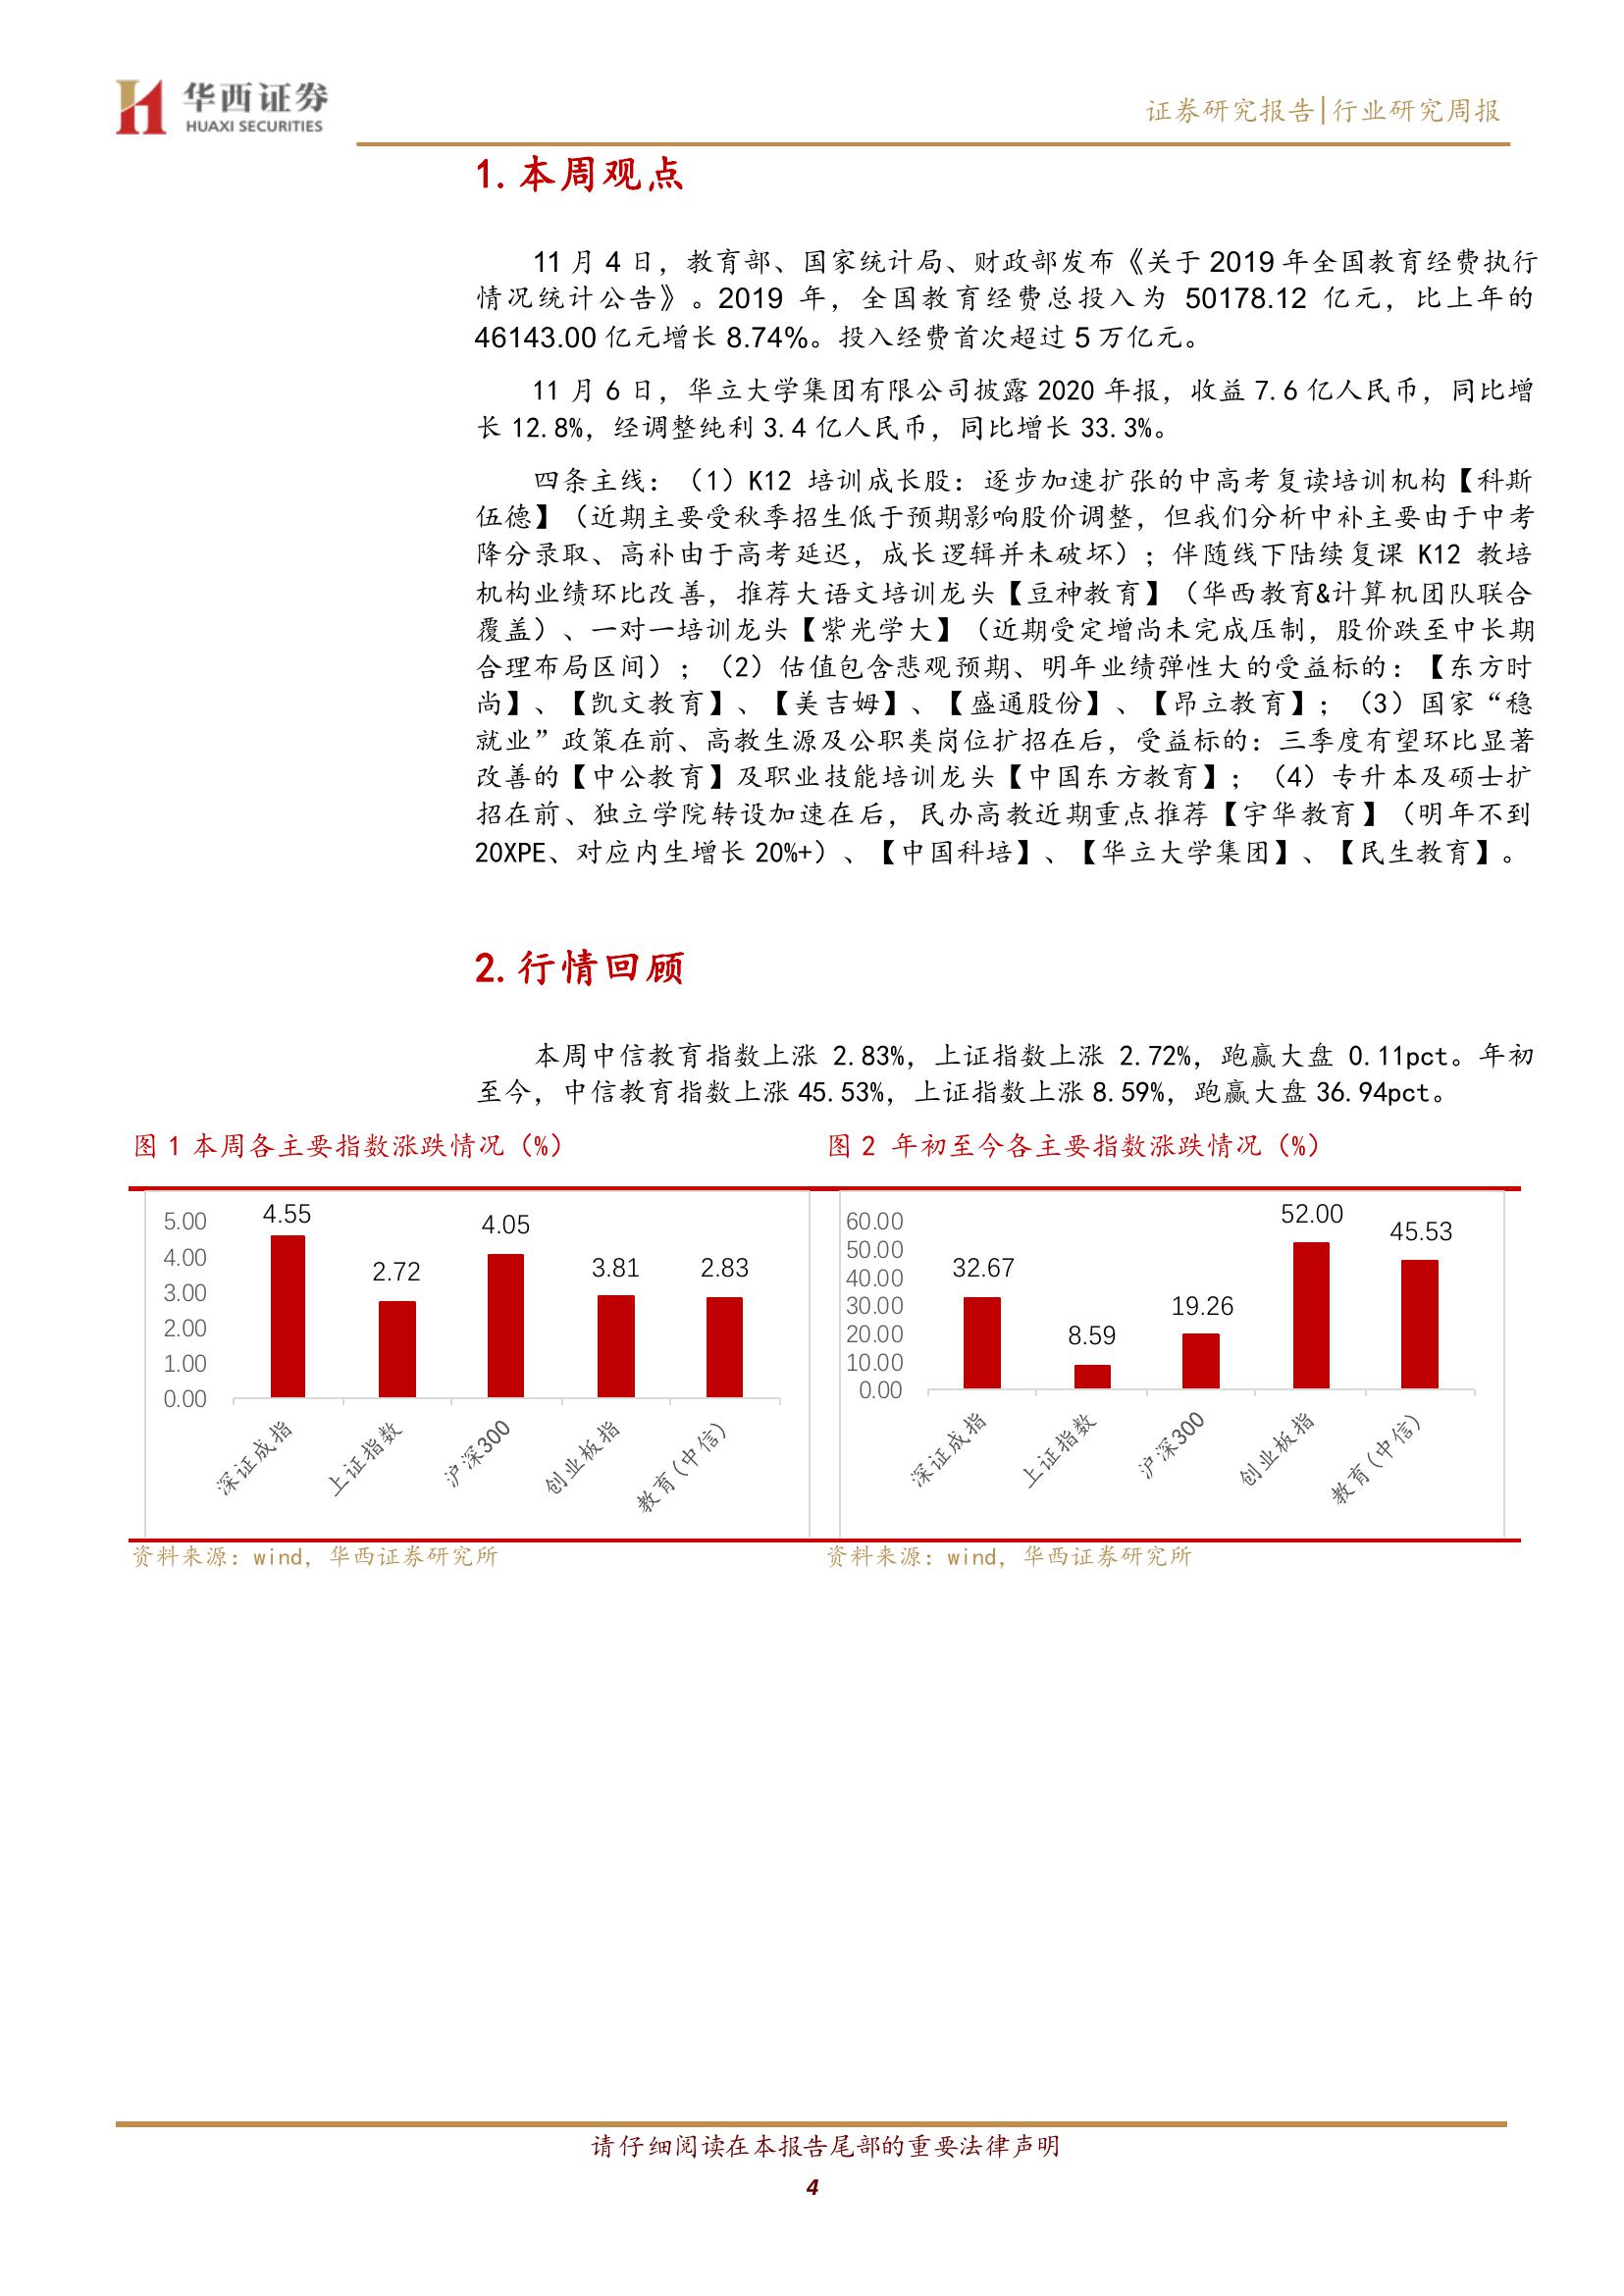 华西证券
HUAXI SECURITIES
证券研究报告|行业研究周报
1.本周观点
11 月 4 日，教育部、国家统计局、财政部发布《关于 2019 年全国教育经费执行
情况统计公告》。2019 年，全国教育经费总投入为 50178.12 亿元，比上年的
46143.00 亿元增长 8.74%。投入经费首次超过 5 万亿元。
11 月 6 日，华立大学集团有限公司披露 2020 年报，收益 7.6 亿人民币，同比增
长 12.8%，经调整纯利 3.4 亿人民币，同比增长 33.3%。
四条主线：（1）K12 培训成长股：逐步加速扩张的中高考复读培训机构【科斯
伍德】（近期主要受秋季招生低于预期影响股价调整，但我们分析中补主要由于中考
降分录取、高补由于高考延迟，成长逻辑并未破坏）；伴随线下陆续复课 K12 教培
机构业绩环比改善，推荐大语文培训龙头【豆神教育】（华西教育&计算机团队联合
覆盖）、一对一培训龙头【紫光学大】（近期受定增尚未完成压制，股价跌至中长期
合理布局区间）；（2）估值包含悲观预期、明年业绩弹性大的受益标的：【东方时
尚】、【凯文教育】、【美吉姆】、【盛通股份】、【昂立教育】；（3）国家“稳
就业”政策在前、高教生源及公职类岗位扩招在后，受益标的：三季度有望环比显著
改善的【中公教育】及职业技能培训龙头【中国东方教育】；（4）专升本及硕士扩
招在前、独立学院转设加速在后，民办高教近期重点推荐【宇华教育】（明年不到
20XPE、对应内生增长 20%+）、【中国科培】、【华立大学集团】、【民生教育】。
2.行情回顾
本周中信教育指数上涨 2.83%，上证指数上涨 2.72%，跑赢大盘 0.11pct。年初
至今，中信教育指数上涨 45.53%，上证指数上涨 8.59%，跑赢大盘 36.94pct。
图 1 本周各主要指数涨跌情况（%）
5.00
4.00
3.00
2.00
1.00
0.00
4.55
2.72
4.05
3.81
2.83
深证成指
上证指数
沪深300
创业板指
教育(中信)
资料来源：wind，华西证券研究所
图 2 年初至今各主要指数涨跌情况（%）
60.00
50.00
40.00
30.00
20.00
10.00
0.00
32.67
8.59
19.26
52.00
45.53
深证成指
上证指数
沪深300
创业板指
教育(中信)
资料来源：wind，华西证券研究所
请仔细阅读在本报告尾部的重要法律声明
4